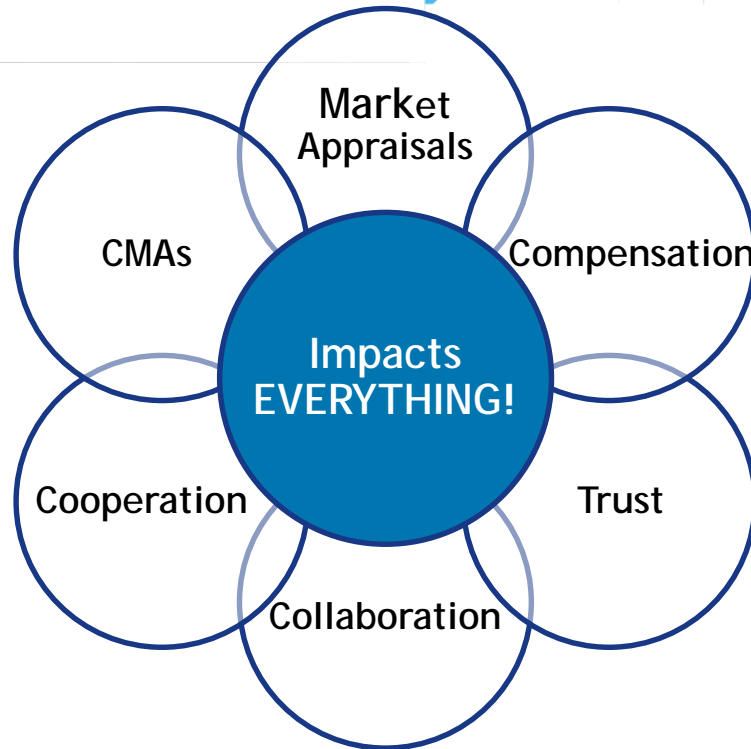 Market
Appraisals
CMAs
Compensation
Impacts
EVERYTHING!
Cooperation
Trust
Collaboration